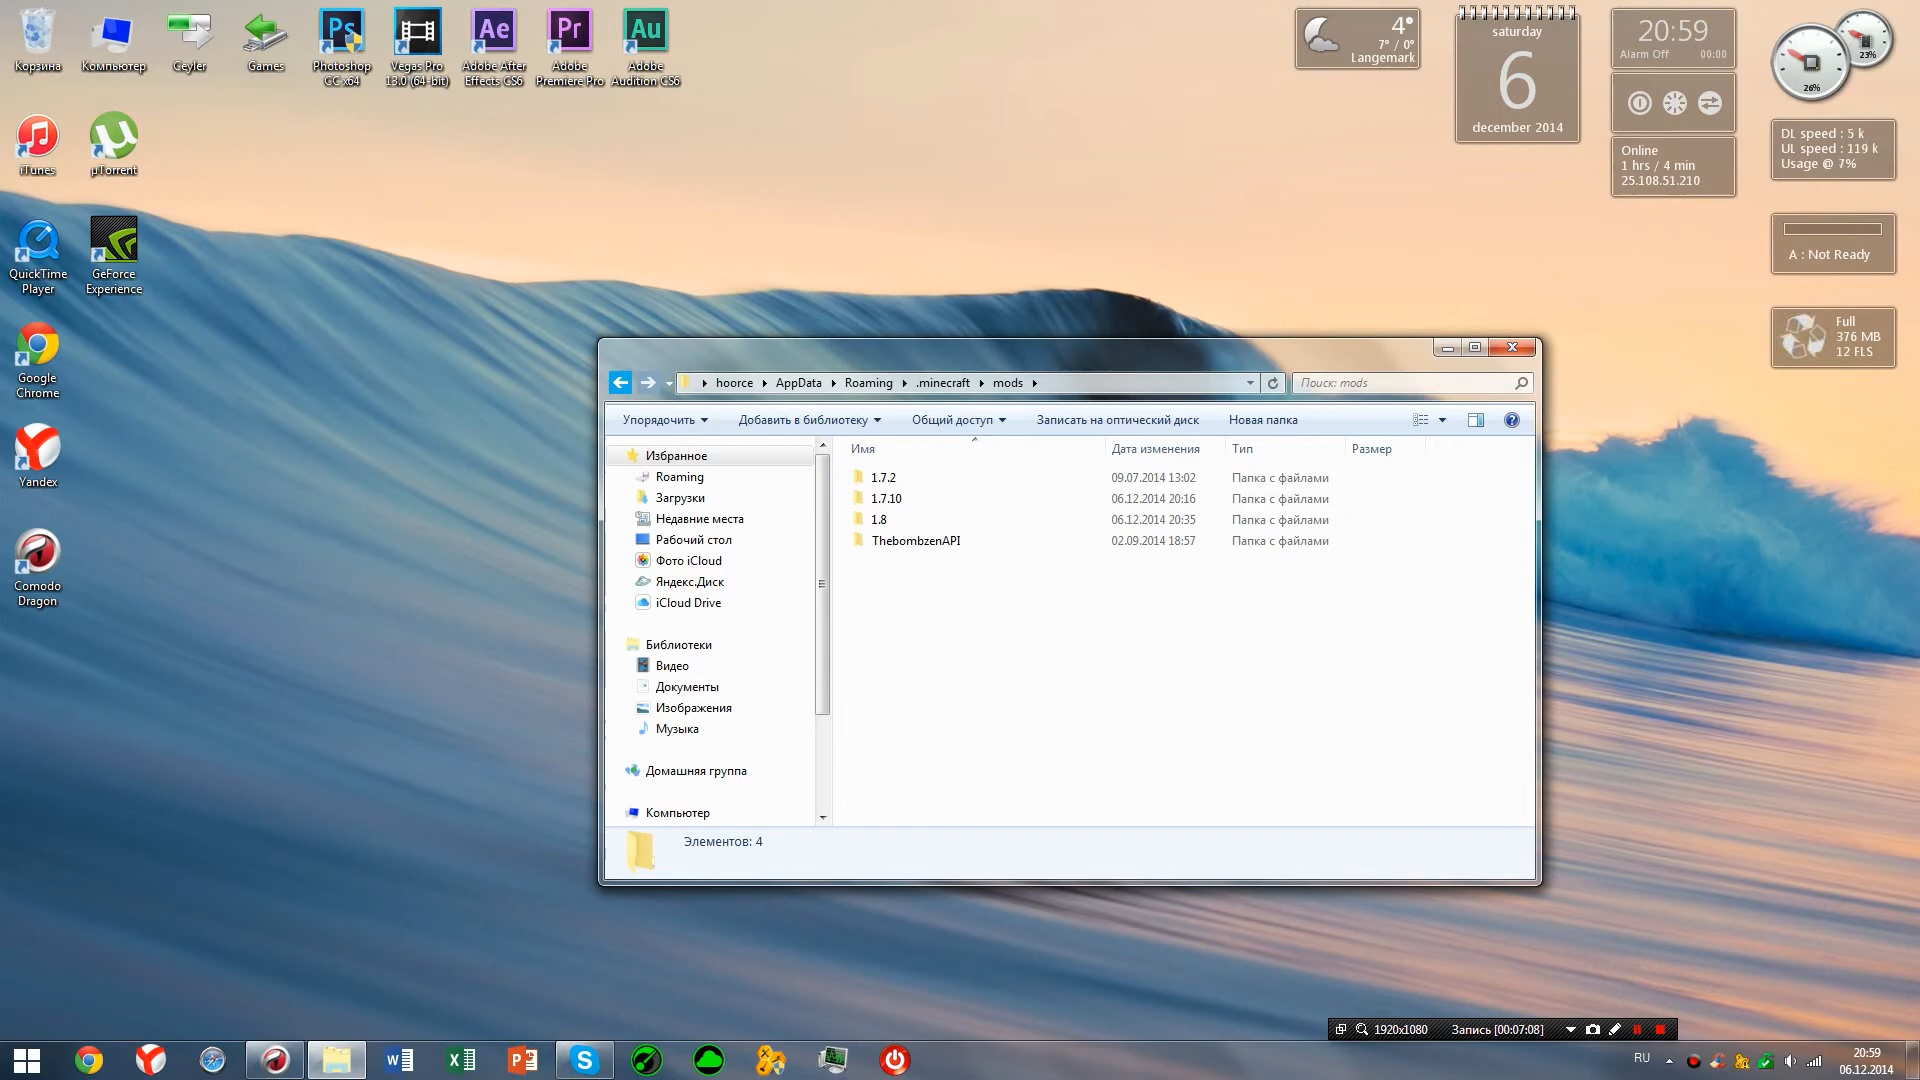 Корзина
Компьютер
Ceyler
Games
Ps
Photoshop
CC x64
Vegas Pro
13.0 (64-bit)
Ae
Adobe After
Effects CS6
Pr
Adobe
Premiere Pro
Au
Adobe
Audition CS6
iTunes
µTorrent
QuickTime
Player
GeForce
Experience
Google
Chrome
Yandex
Comodo
Dragon
4°
7° / 0°
Langemark
saturday
6
december 2014
20:59
Alarm Off 00:00
Online
1 hrs / 4 min
25.108.51.210
23%
26%
DL speed : 5 k
UL speed : 119 k
Usage @ 7%
A : Not Ready
Full
376 MB
12 FLS
hoorce AppData Roaming .minecraft mods
Поиск: mods
Упорядочить Добавить в библиотеку Общий доступ Записать на оптический диск Новая папка
Избранное
Roaming
Загрузки
Недавние места
Рабочий стол
Фото iCloud
Яндекс.Диск
iCloud Drive
Библиотеки
Видео
Документы
Изображения
Музыка
Домашняя группа
Компьютер
Имя Дата изменения Тип Размер
1.7.2 09.07.2014 13:02 Папка с файлами
1.7.10 06.12.2014 20:16 Папка с файлами
1.8 06.12.2014 20:35 Папка с файлами
ThebombzenAPI 02.09.2014 18:57 Папка с файлами
Элементов: 4
1920x1080 Запись [00:07:08]
RU
20:59
06.12.2014